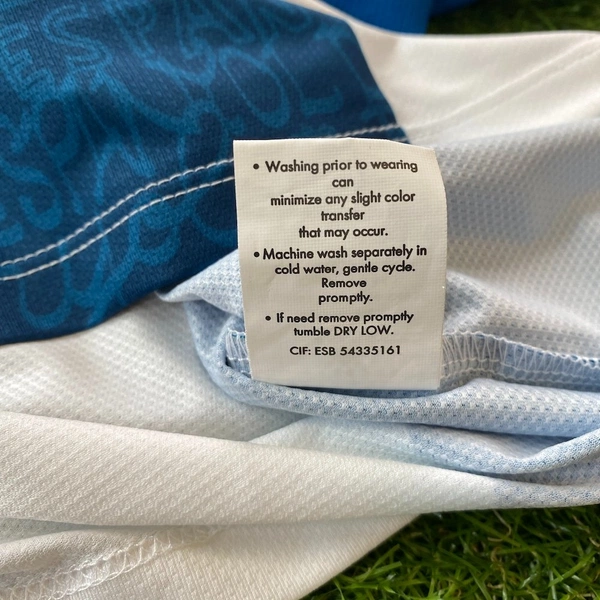 • Washing prior to wearing
can
minimize any slight color
transfer
that may occur.
• Machine wash separately in
cold water, gentle cycle.
Remove
promptly.
• If need remove promptly
tumble DRY LOW.
CIF: ESB 54335161